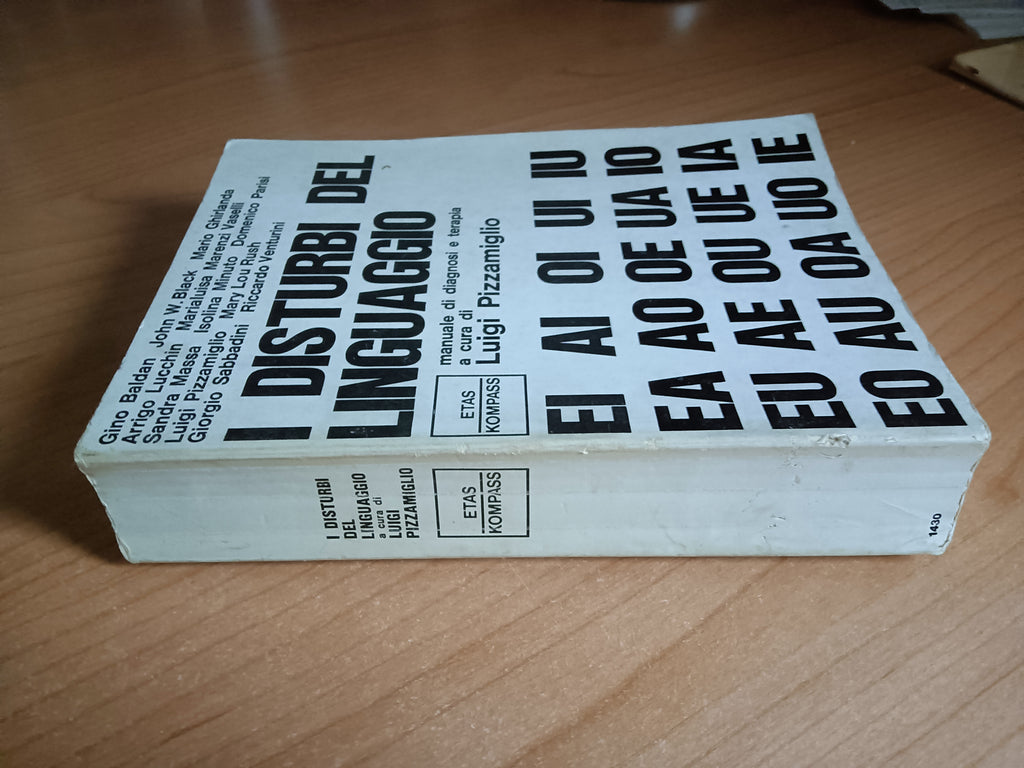 Gino Baldan John W. Black Mario Ghirlanda
Arrigo Lucchin Marialuisa Marenzi Vaselli
Sandra Massa Isolina Minuto Domenico Parisi
Luigi Pizzamiglio Mary Lou Rush
Giorgio Sabbadini Riccardo Venturini
I DISTURBI DEL
LINGUAGGIO
manuale di diagnosi e terapia
a cura di
Luigi Pizzamiglio
ETAS
KOMPASS
EI AI OI UI IU
EA AO OE UA IO
EU AE OU UE IA
EO AU OA UO IE
I DISTURBI
DEL
LINGUAGGIO
a cura di
LUIGI
PIZZAMIGLIO
ETAS
KOMPASS
1430